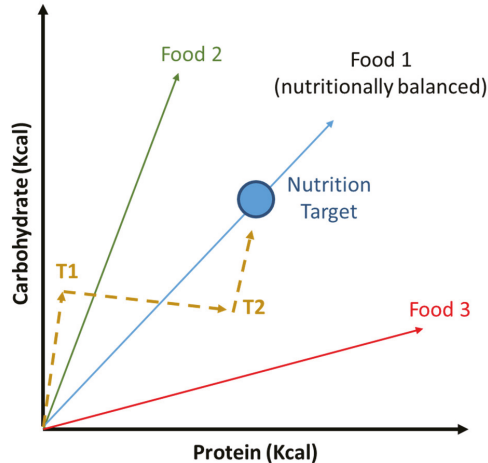 Food 2
Food 1
(nutritionally balanced)
Carbohydrate (Kcal)
Nutrition
Target
T1
T2
Food 3
Protein (Kcal)